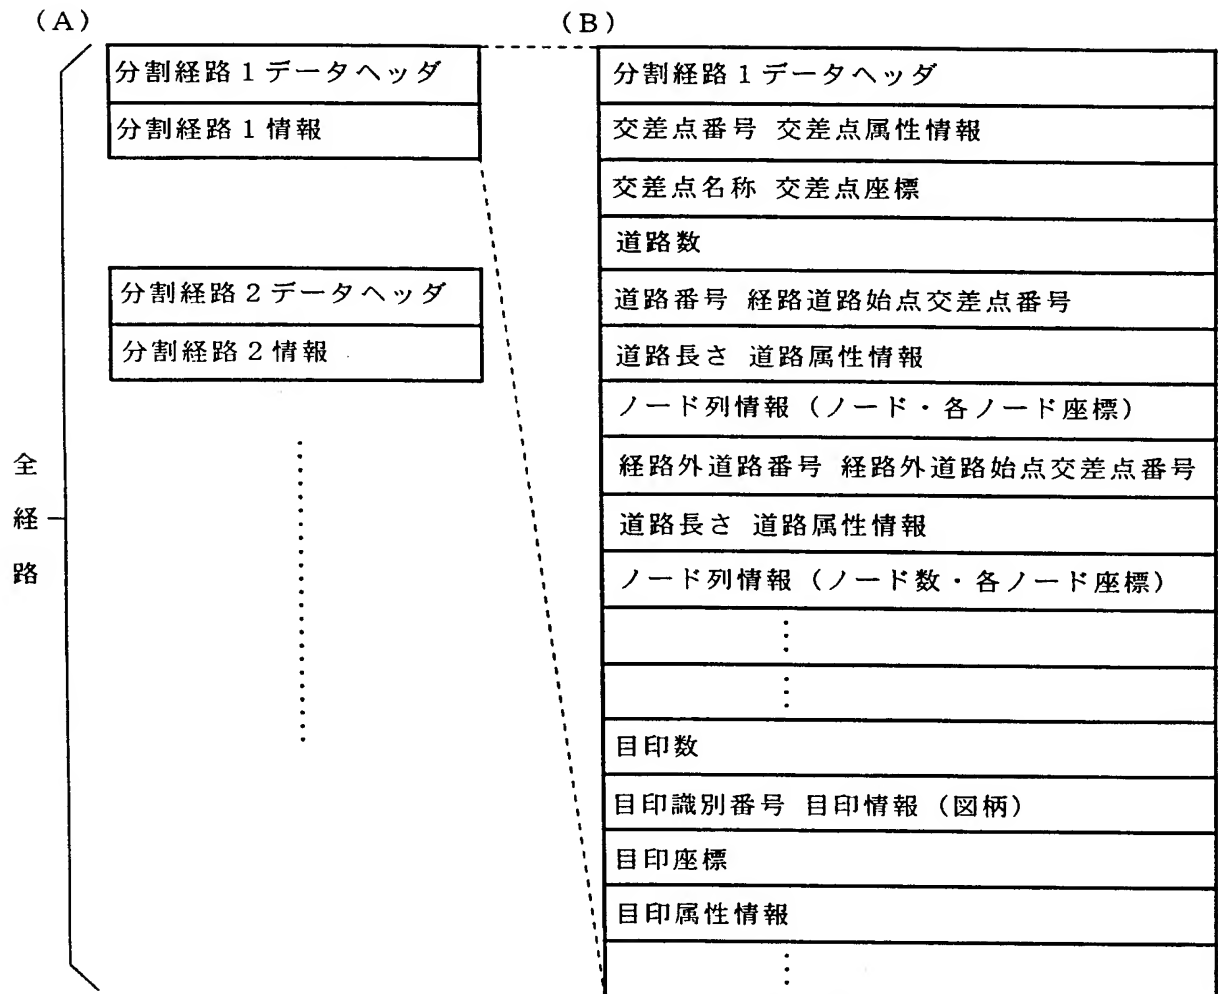 (A)
分割経路1データヘッダ
分割経路1情報
分割経路2データヘッダ
分割経路2情報
全経路
(B)
分割経路1データヘッダ
交差点番号 交差点属性情報
交差点名称 交差点座標
道路数
道路番号 経路道路始点交差点番号
道路長さ 道路属性情報
ノード列情報(ノード・各ノード座標)
経路外道路番号 経路外道路始点交差点番号
道路長さ 道路属性情報
ノード列情報(ノード数・各ノード座標)
目印数
目印識別番号 目印情報(図柄)
目印座標
目印属性情報